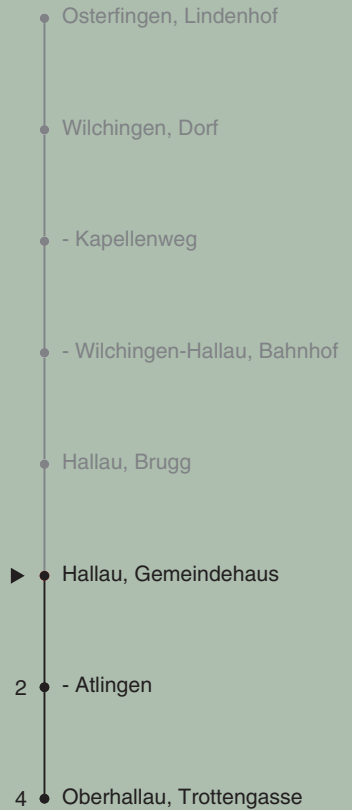 Osterfingen, Lindenhof
Wilchingen, Dorf
- Kapellenweg
- Wilchingen-Hallau, Bahnhof
Hallau, Brugg
Hallau, Gemeindehaus
2 - Atlingen
4 Oberhallau, Trottengasse